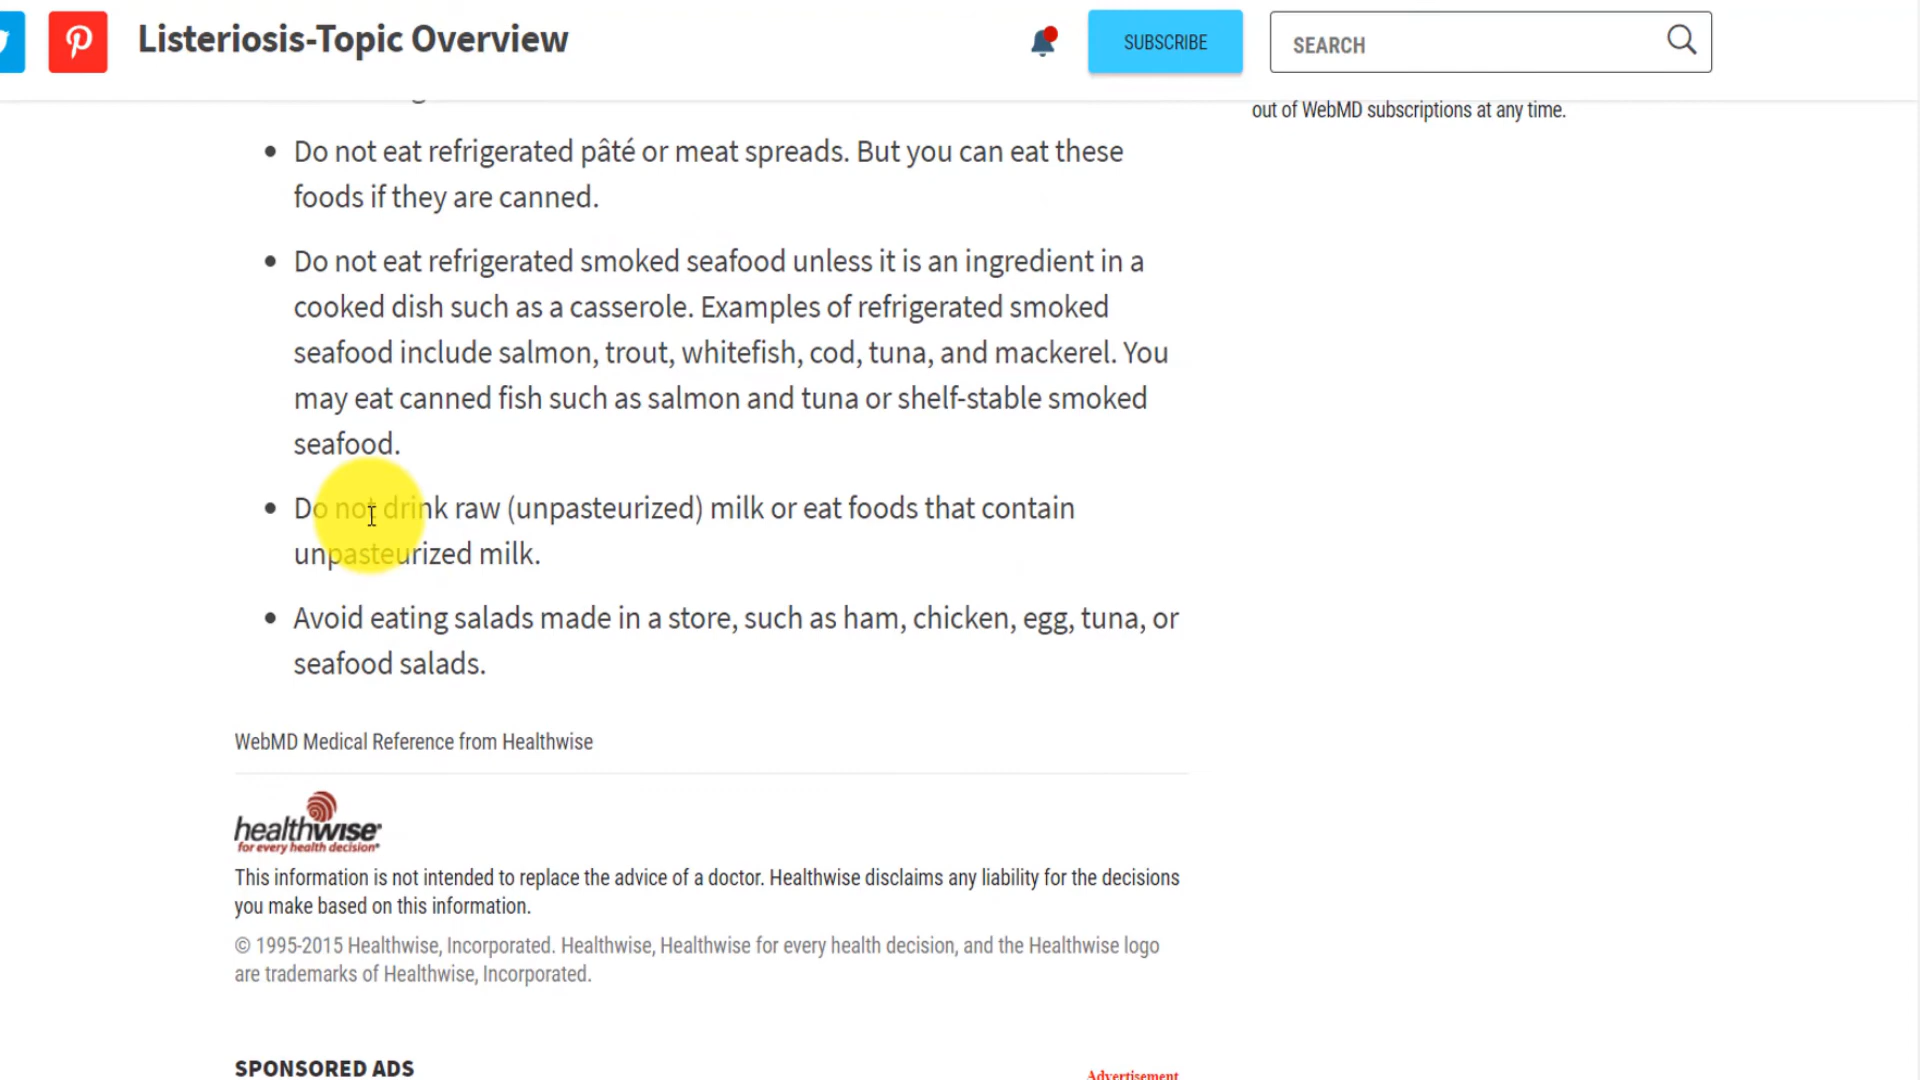 Listeriosis-Topic Overview
SUBSCRIBE
SEARCH
out of WebMD subscriptions at any time.
Do not eat refrigerated pâté or meat spreads. But you can eat these
foods if they are canned.
Do not eat refrigerated smoked seafood unless it is an ingredient in a
cooked dish such as a casserole. Examples of refrigerated smoked
seafood include salmon, trout, whitefish, cod, tuna, and mackerel. You
may eat canned fish such as salmon and tuna or shelf-stable smoked
seafood.
Do not drink raw (unpasteurized) milk or eat foods that contain
unpasteurized milk.
Avoid eating salads made in a store, such as ham, chicken, egg, tuna, or
seafood salads.
WebMD Medical Reference from Healthwise
healthwise
for every health decision®
This information is not intended to replace the advice of a doctor. Healthwise disclaims any liability for the decisions
you make based on this information.
© 1995-2015 Healthwise, Incorporated. Healthwise, Healthwise for every health decision, and the Healthwise logo
are trademarks of Healthwise, Incorporated.
SPONSORED ADS
Advertisement